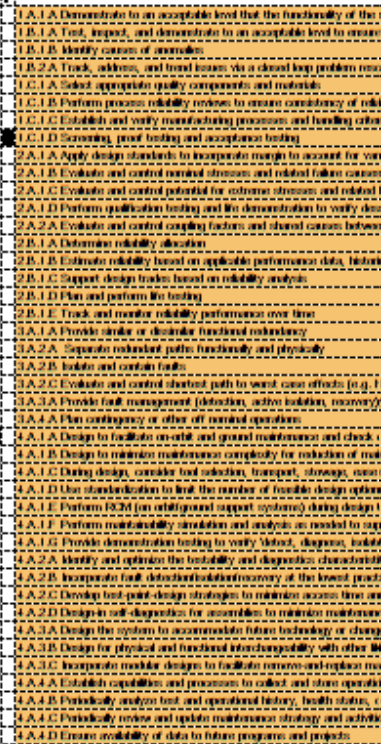 1.A.1.A Demonstrate to an acceptable level that the functionality of the
1.B.1.A Test, inspect, and demonstrate to an acceptable level to ensure
1.B.1.B Identify causes of anomalies
1.B.2.A Track, address, and trend issues via a closed loop problem
1.C.1.A Select appropriate quality components and materials
1.C.1.B Perform process reliability reviews to ensure consistency of
1.C.1.C Establish and verify manufacturing processes and handling
1.C.1.D Screening, proof testing and acceptance testing
2.A.1.A Apply design standards to incorporate margin to account for
2.A.1.B Evaluate and control nominal stresses and related failure causes
2.A.1.C Evaluate and control potential for extreme stresses and related
2.A.1.D Perform qualification testing and life demonstration to verify
2.A.2.A Evaluate and control coupling factors and shared causes
2.B.1.A Determine reliability allocation
2.B.1.B Estimate reliability based on applicable performance data,
2.B.1.C Support design trades based on reliability analysis
2.B.1.D Plan and perform life testing
2.B.1.E Track and monitor reliability performance over time
3.A.1.A Provide similar or dissimilar functional redundancy
3.A.2.A Separate redundant paths functionally and physically
3.A.2.B Isolate and contain faults
3.A.2.C Evaluate and control shortest path to worst case effects (e.g.
3.A.3.A Provide fault management (detection, active isolation, recovery)
3.A.4.A Plan contingency or other off nominal operations
4.A.1.A Design to facilitate on-orbit and ground maintenance and check
4.A.1.B Design to minimize maintenance complexity for reduction of
4.A.1.C During design, consider tool selection, transport, stowage, ease
4.A.1.D Use standardization to limit the number of feasible design
4.A.1.E Perform RCM (on orbit/ground support systems) during design
4.A.1.F Perform maintainability simulation and analysis as needed to
4.A.1.G Provide demonstration testing to verify 'detect, diagnose,
4.A.2.A Identify and optimize the testability and diagnostics
4.A.2.B Incorporate fault detection/isolation/recovery at the lowest
4.A.2.C Develop test-point-design strategies to minimize access time
4.A.2.D Design-in self-diagnostics for assemblies to minimize
4.A.3.A Design the system to accommodate future technology or
4.A.3.B Design for physical and functional interchangeability with other
4.A.3.C Incorporate modular designs to facilitate remove-and-replace
4.A.4.A Establish capabilities and processes to collect and store
4.A.4.B Periodically analyze test and operational history, health status,
4.A.4.C Periodically review and update maintenance strategy and
4.A.4.D Ensure availability of data to future programs and projects